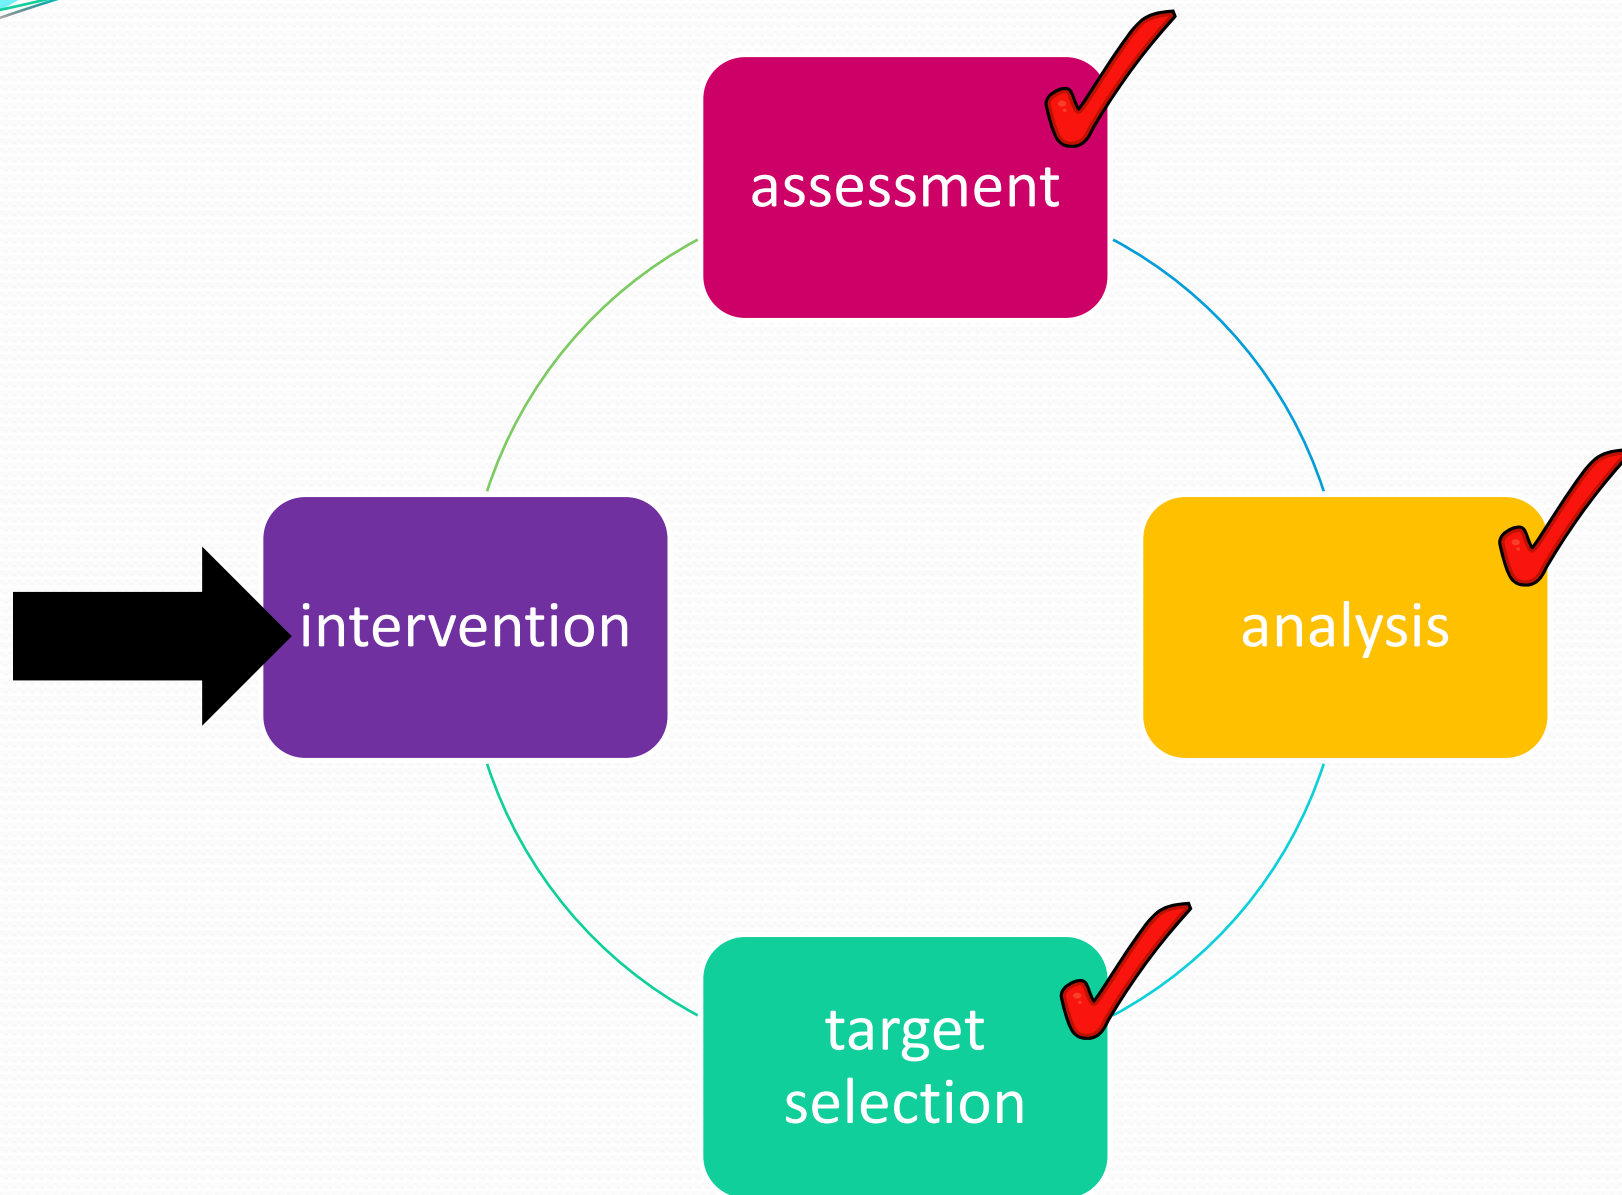 assessment
intervention
analysis
target
selection